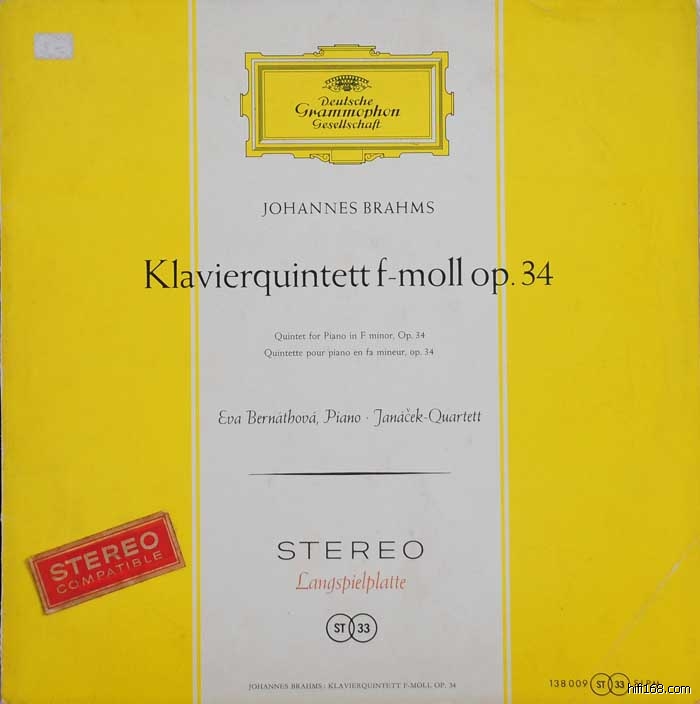 Deutsche
Grammophon
Gesellschaft
JOHANNES BRAHMS
Klavierquintett f-moll op. 34
Quintet for Piano in F minor, Op. 34
Quintette pour piano en fa mineur, op. 34
Eva Bernáthová, Piano · Janáček-Quartett
STEREO
COMPATIBLE
STEREO
Langspielplatte
ST 33
JOHANNES BRAHMS: KLAVIERQUINTETT F-MOLL OP. 34
138 009 ST 33
hifi168.com